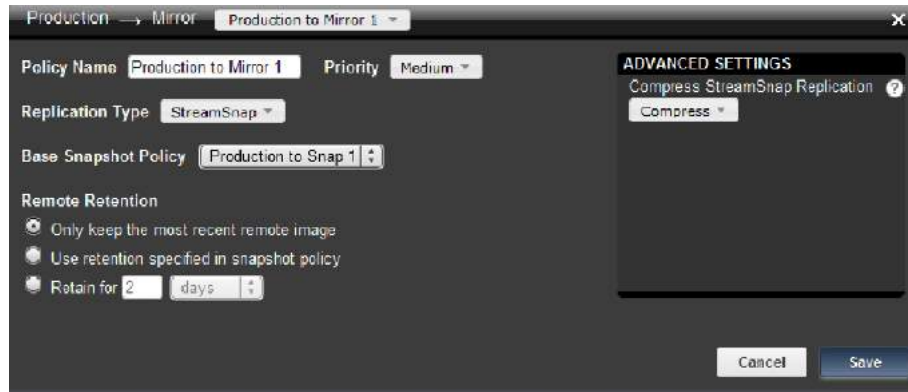 Production → Mirror Production to Mirror 1
Policy Name Production to Mirror 1 Priority Medium
Replication Type StreamSnap
Base Snapshot Policy Production to Snap 1
Remote Retention
Only keep the most recent remote image
Use retention specified in snapshot policy
Retain for 2 days
ADVANCED SETTINGS
Compress StreamSnap Replication ?
Compress
Cancel Save